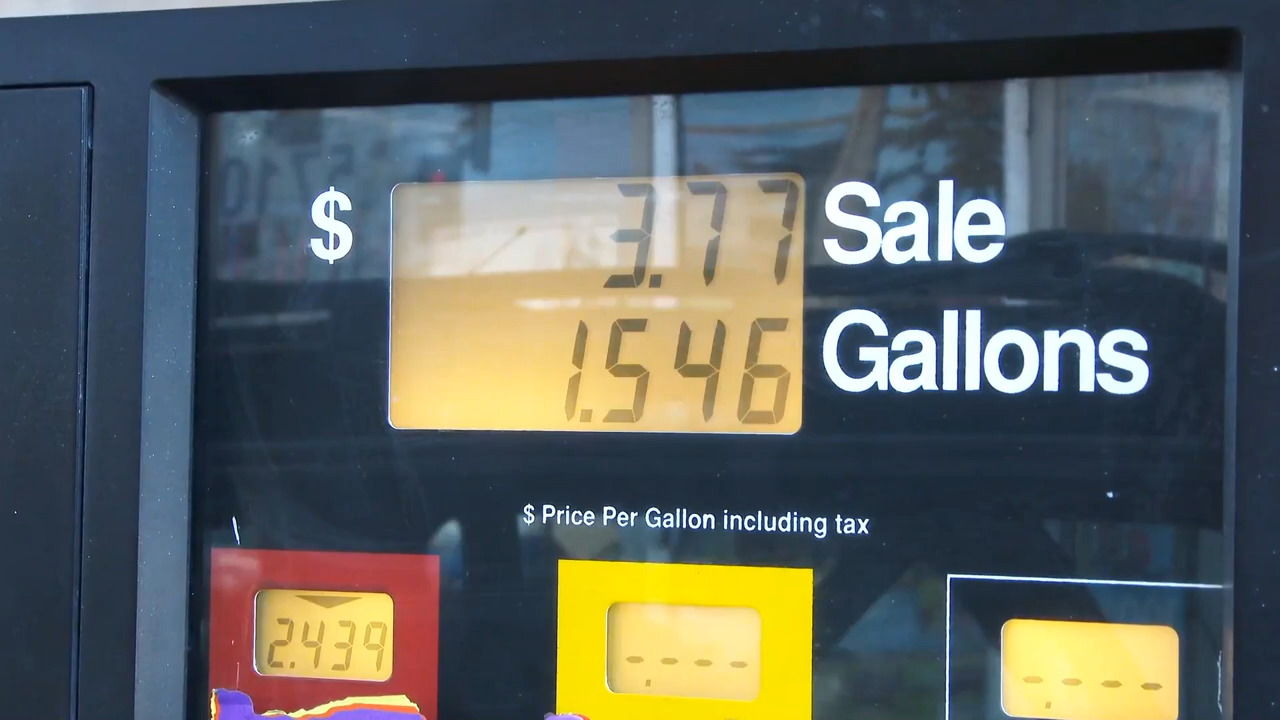 $ 3.77 Sale
1.546 Gallons
$ Price Per Gallon including tax
2.439
-.--- 
-.---